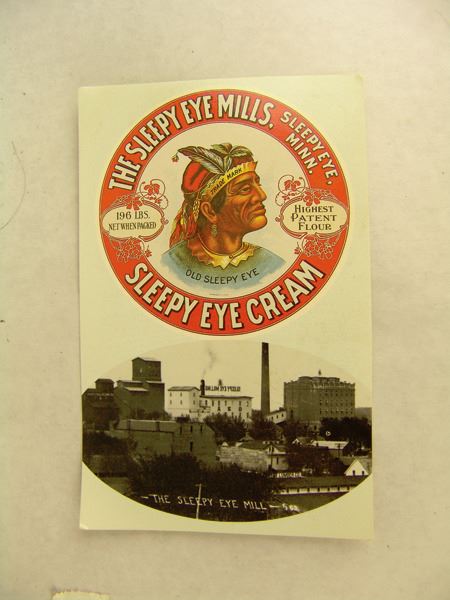 THE SLEEPY EYE MILLS,
SLEEPY EYE,
MINN.
TRADE MARK
196 LBS.
NET WHEN PACKED
HIGHEST
PATENT
FLOUR
OLD SLEEPY EYE
SLEEPY EYE CREAM
- THE SLEEPY EYE MILL -